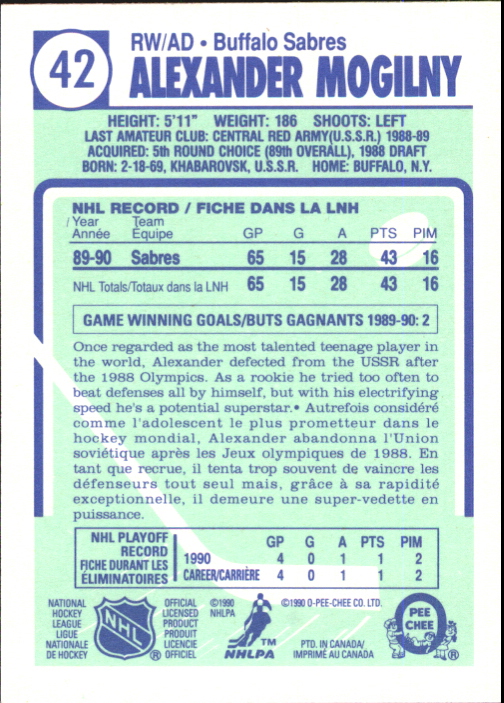 42
RW/AD • Buffalo Sabres
ALEXANDER MOGILNY
HEIGHT: 5'11" WEIGHT: 186 SHOOTS: LEFT
LAST AMATEUR CLUB: CENTRAL RED ARMY(U.S.S.R.) 1988-89
ACQUIRED: 5th ROUND CHOICE (89th OVERALL), 1988 DRAFT
BORN: 2-18-69, KHABAROVSK, U.S.S.R. HOME: BUFFALO, N.Y.
NHL RECORD / FICHE DANS LA LNH
Year Team
Année Equipe GP G A PTS PIM
89-90 Sabres 65 15 28 43 16
NHL Totals/Totaux dans la LNH 65 15 28 43 16
GAME WINNING GOALS/BUTS GAGNANTS 1989-90: 2
Once regarded as the most talented teenage player in
the world, Alexander defected from the USSR after
the 1988 Olympics. As a rookie he tried too often to
beat defenses all by himself, but with his electrifying
speed he's a potential superstar.• Autrefois considéré
comme l'adolescent le plus prometteur dans le
hockey mondial, Alexander abandonna l'Union
soviétique après les Jeux olympiques de 1988. En
tant que recrue, il tenta trop souvent de vaincre les
défenseurs tout seul mais, grâce à sa rapidité
exceptionnelle, il demeure une super-vedette en
puissance.
NHL PLAYOFF
RECORD
FICHE DURANT LES
ÉLIMINATOIRES
GP G A PTS PIM
1990 4 0 1 1 2
CAREER/CARRIÈRE 4 0 1 1 2
NATIONAL
HOCKEY
LEAGUE
LIGUE
NATIONALE
DE HOCKEY
NHL
®
OFFICIAL
LICENSED
PRODUCT
PRODUIT
LICENCIE
OFFICIEL
©1990
NHLPA
TM
NHLPA
©1990 O-PEE-CHEE CO. LTD.
PTD. IN CANADA/
IMPRIMÉ AU CANADA
PEE
CHEE
®